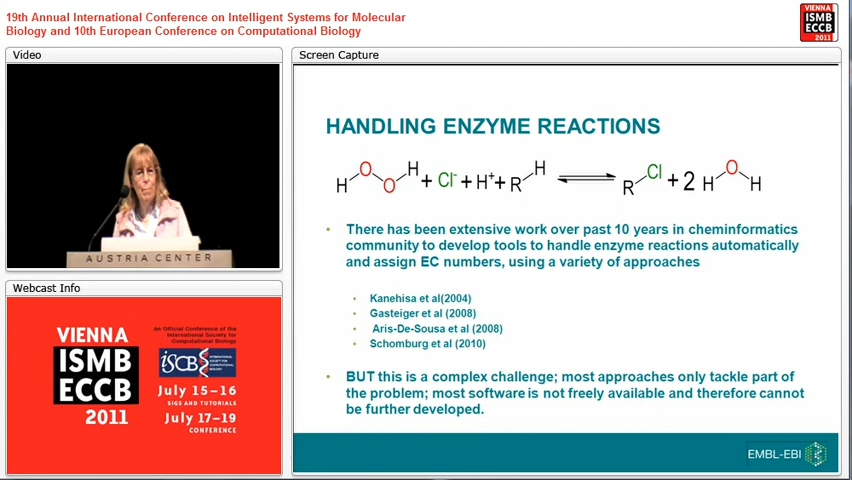 19th Annual International Conference on Intelligent Systems for Molecular
Biology and 10th European Conference on Computational Biology
VIENNA
ISMB
ECCB
2011
Video
Screen Capture
AUSTRIA CENTER
Webcast Info
VIENNA
ISMB
ECCB
2011
An Official Conference of the
International Society for
Computational Biology
ISCB
INTERNATIONAL
SOCIETY FOR
COMPUTATIONAL
BIOLOGY
July 15–16
SIGS AND TUTORIALS
July 17–19
CONFERENCE
HANDLING ENZYME REACTIONS
H O O H + Cl- + H+ + R H ⇌ R Cl + 2 H O H
• There has been extensive work over past 10 years in cheminformatics
community to develop tools to handle enzyme reactions automatically
and assign EC numbers, using a variety of approaches
• Kanehisa et al(2004)
• Gasteiger et al (2008)
• Aris-De-Sousa et al (2008)
• Schomburg et al (2010)
• BUT this is a complex challenge; most approaches only tackle part of
the problem; most software is not freely available and therefore cannot
be further developed.
EMBL-EBI